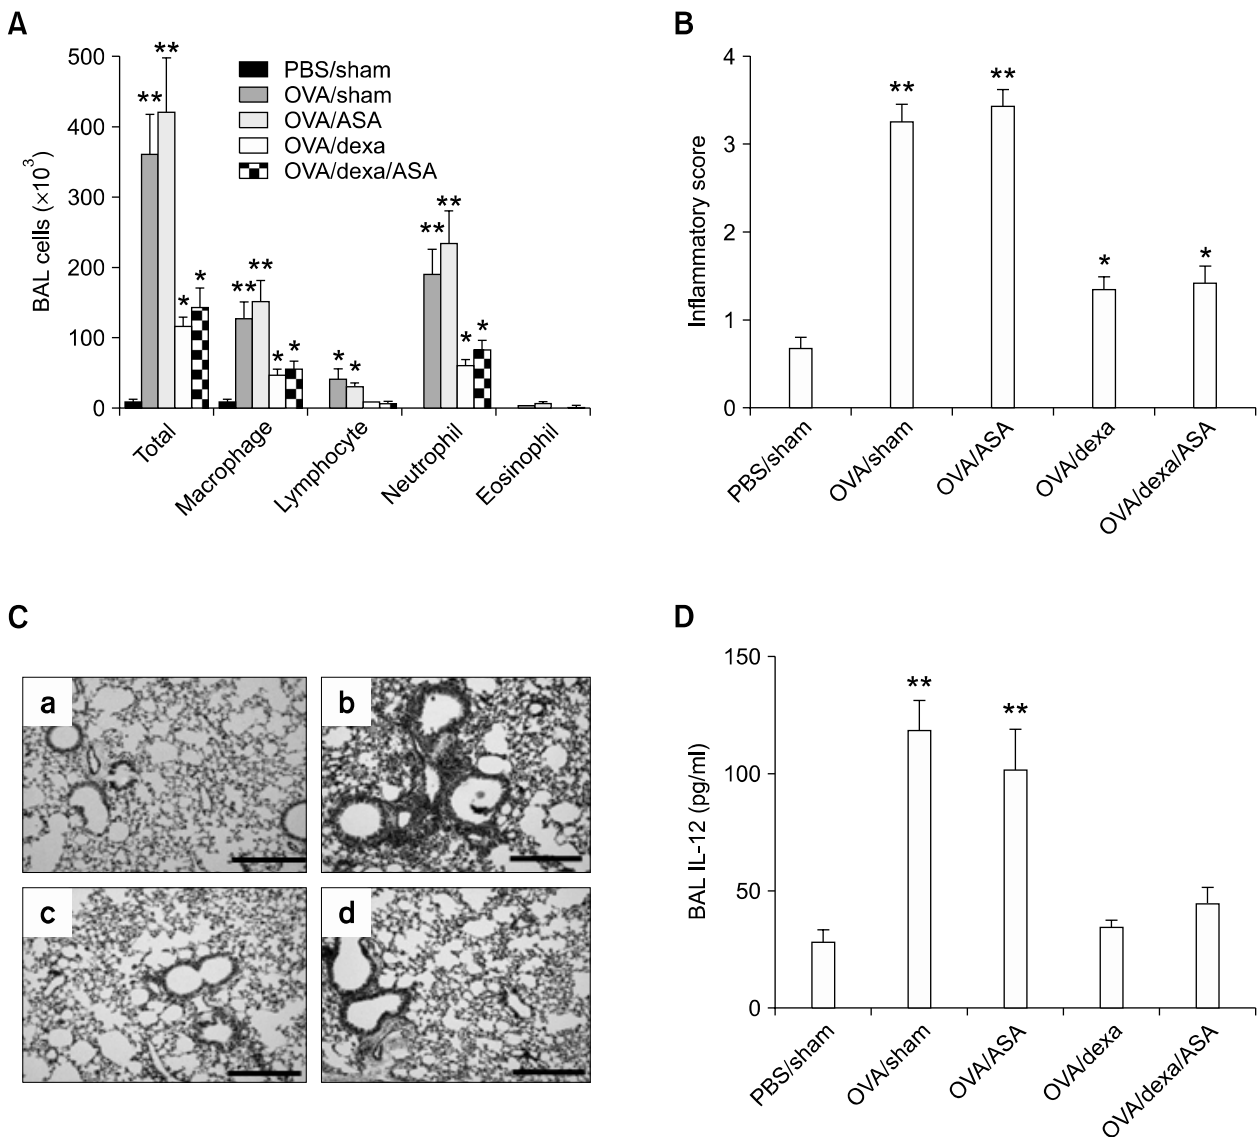 A
BAL cells (×10³)
500
400
300
200
100
0
** ** ** ** * * * * * * ** ** * * * *
PBS/sham
OVA/sham
OVA/ASA
OVA/dexa
OVA/dexa/ASA
Total
Macrophage
Lymphocyte
Neutrophil
Eosinophil
B
Inflammatory score
4
3
2
1
0
** ** * *
PBS/sham
OVA/sham
OVA/ASA
OVA/dexa
OVA/dexa/ASA
C
a
b
c
d
D
BAL IL-12 (pg/ml)
150
100
50
0
** **
PBS/sham
OVA/sham
OVA/ASA
OVA/dexa
OVA/dexa/ASA